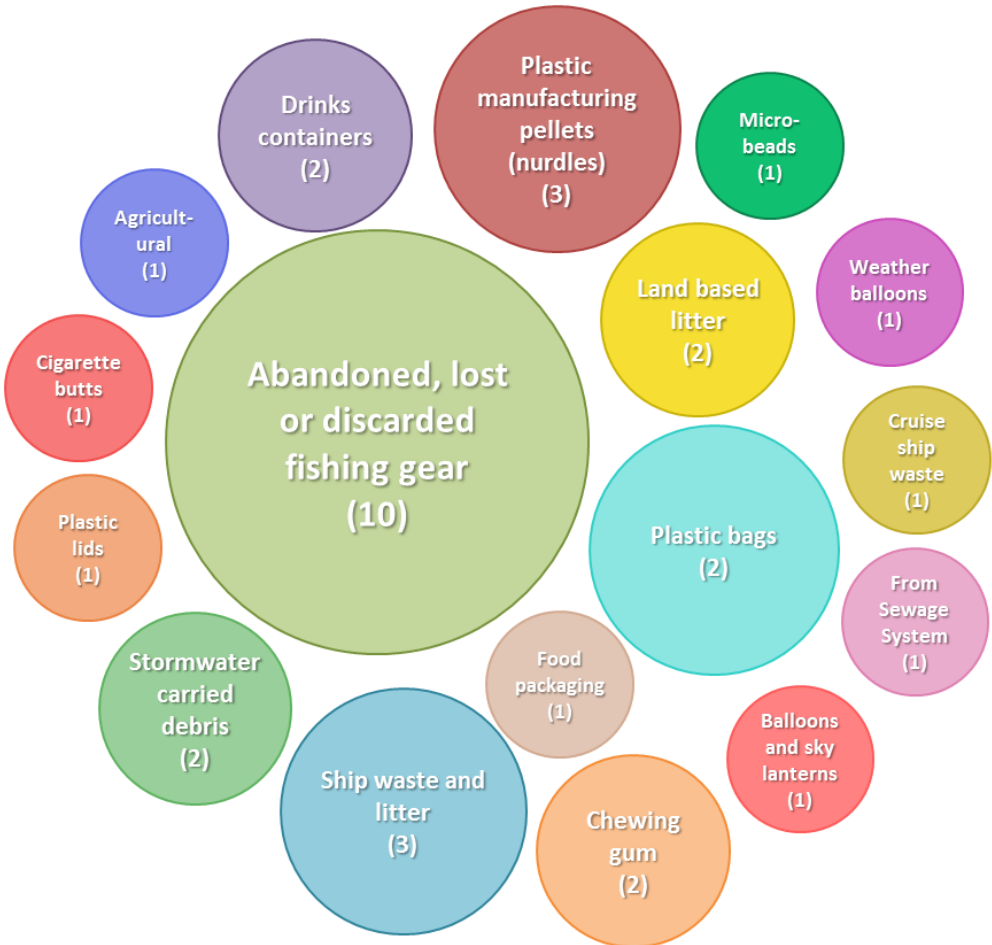 Drinks
containers
(2)
Plastic
manufacturing
pellets
(nurdles)
(3)
Micro-
beads
(1)
Agricult-
ural
(1)
Land based
litter
(2)
Weather
balloons
(1)
Cigarette
butts
(1)
Abandoned, lost
or discarded
fishing gear
(10)
Cruise
ship
waste
(1)
Plastic
lids
(1)
Plastic bags
(2)
From
Sewage
System
(1)
Stormwater
carried
debris
(2)
Food
packaging
(1)
Ship waste and
litter
(3)
Balloons
and sky
lanterns
(1)
Chewing
gum
(2)